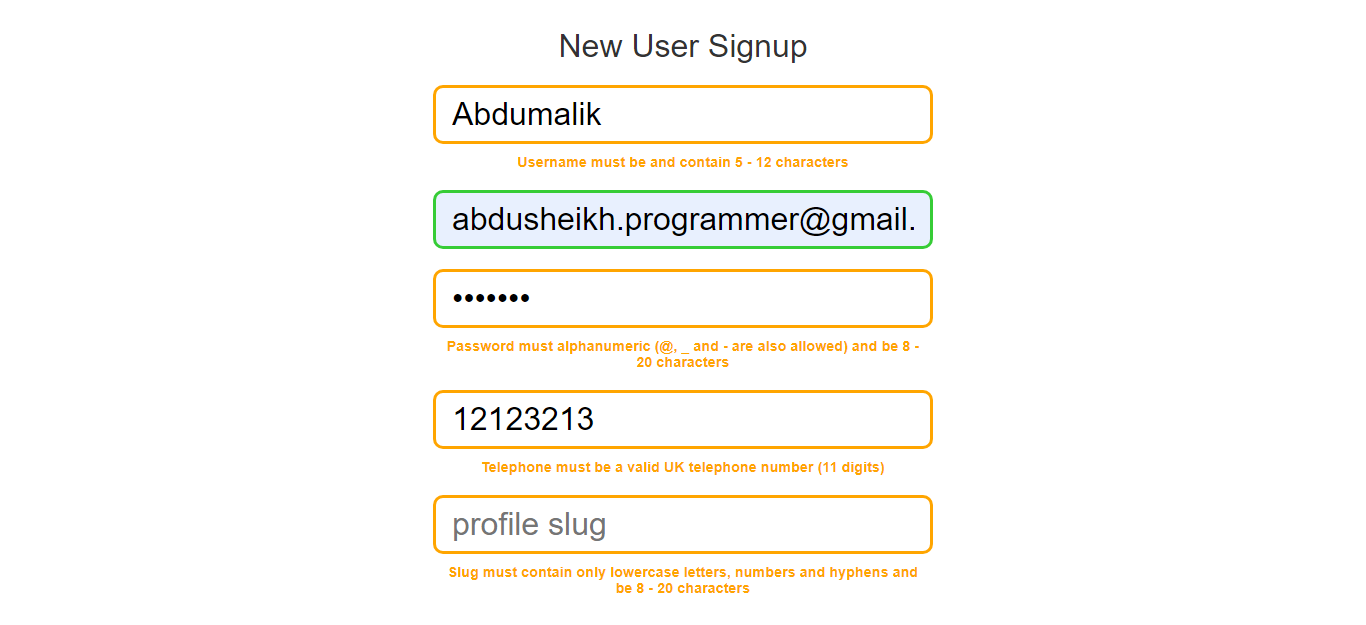 New User Signup
Abdumalik
Username must be and contain 5 - 12 characters
abdusheikh.programmer@gmail.
•••••••
Password must alphanumeric (@, _ and - are also allowed) and be 8 -
20 characters
12123213
Telephone must be a valid UK telephone number (11 digits)
profile slug
Slug must contain only lowercase letters, numbers and hyphens and
be 8 - 20 characters